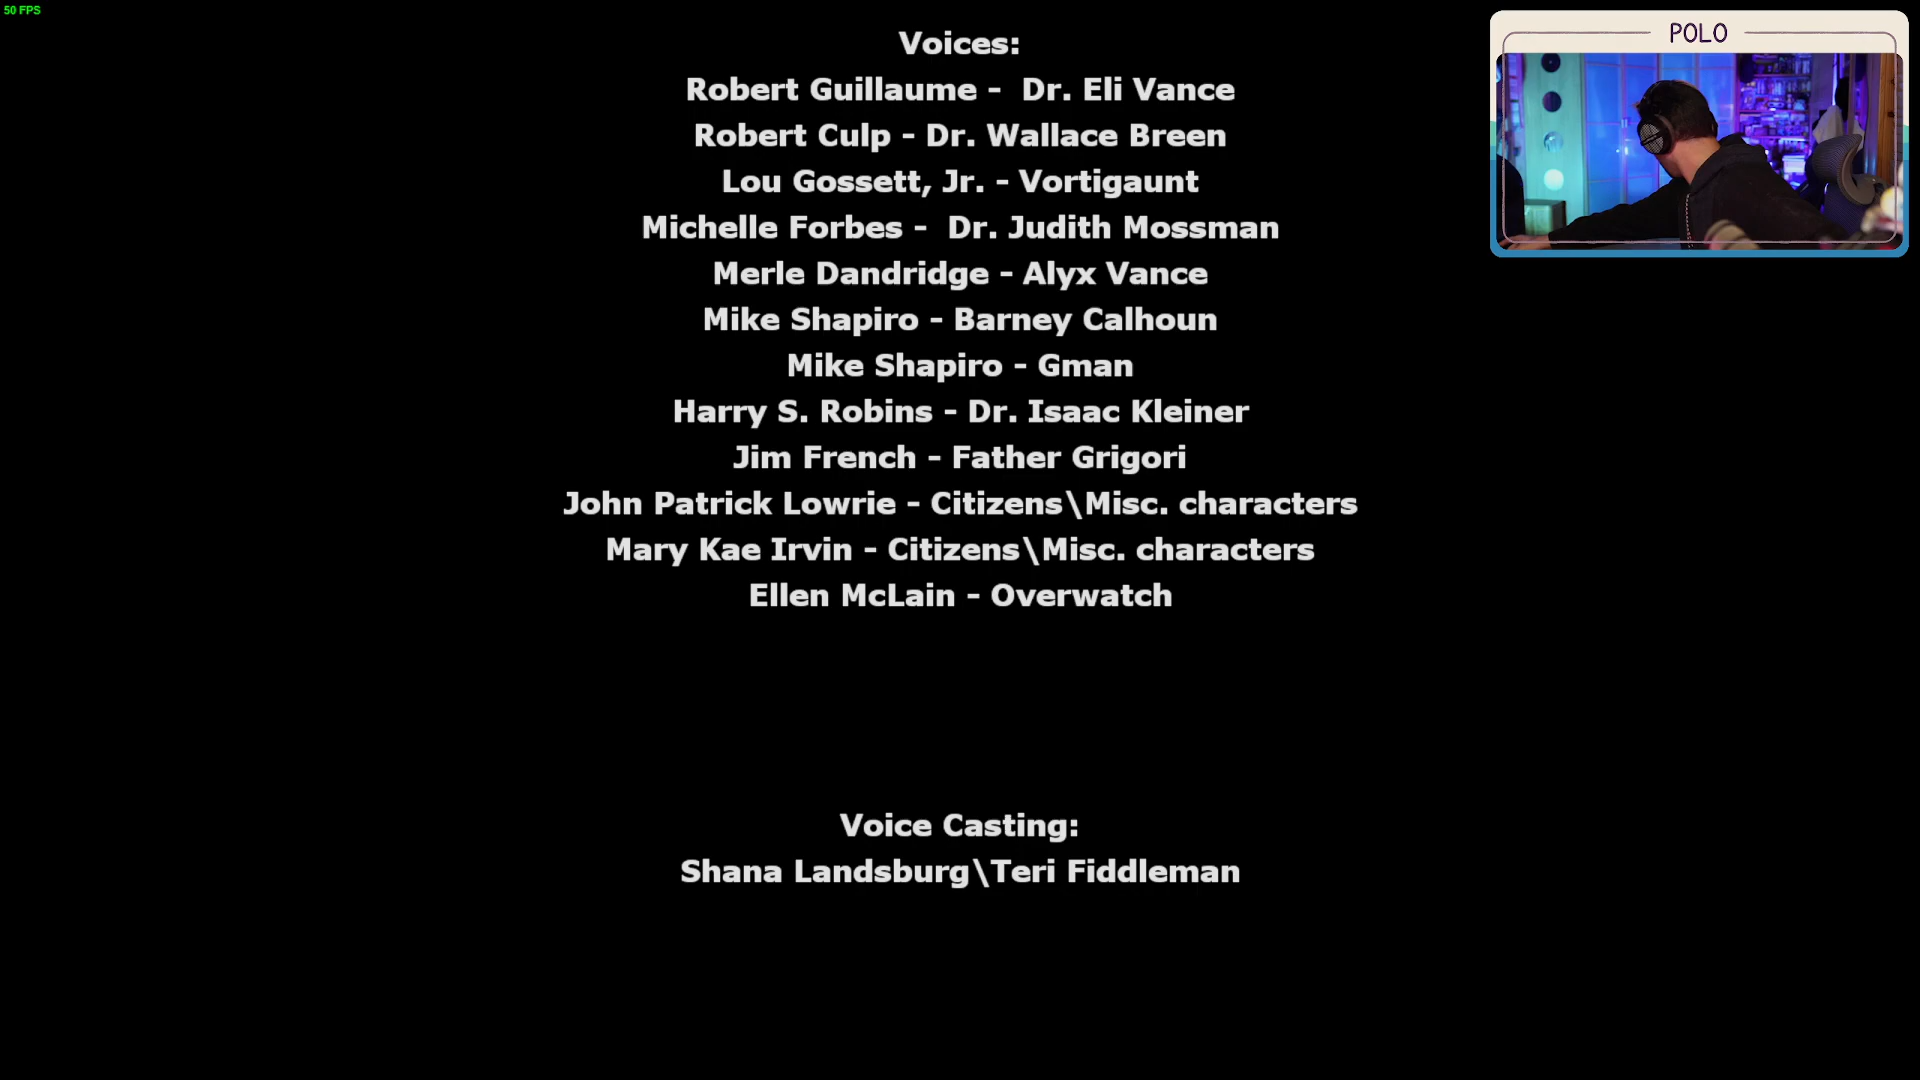 50 FPS
POLO
Voices:
Robert Guillaume -  Dr. Eli Vance
Robert Culp - Dr. Wallace Breen
Lou Gossett, Jr. - Vortigaunt
Michelle Forbes -  Dr. Judith Mossman
Merle Dandridge - Alyx Vance
Mike Shapiro - Barney Calhoun
Mike Shapiro - Gman
Harry S. Robins - Dr. Isaac Kleiner
Jim French - Father Grigori
John Patrick Lowrie - Citizens\Misc. characters
Mary Kae Irvin - Citizens\Misc. characters
Ellen McLain - Overwatch
Voice Casting:
Shana Landsburg\Teri Fiddleman